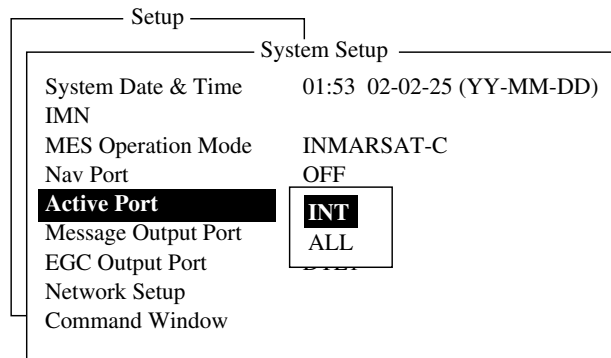 Setup
System Setup
System Date & Time 01:53 02-02-25 (YY-MM-DD)
IMN
MES Operation Mode INMARSAT-C
Nav Port OFF
Active Port INT
Message Output Port ALL
EGC Output Port
Network Setup
Command Window